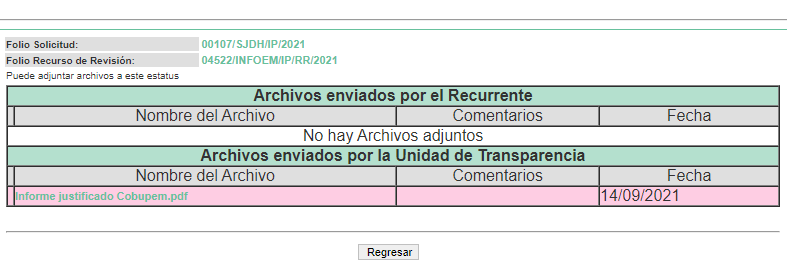 Folio Solicitud: 00107/SJDH/IP/2021
Folio Recurso de Revisión: 04522/INFOEM/IP/RR/2021
Puede adjuntar archivos a este estatus
Archivos enviados por el Recurrente
Nombre del Archivo Comentarios Fecha
No hay Archivos adjuntos
Archivos enviados por la Unidad de Transparencia
Nombre del Archivo Comentarios Fecha
Informe justificado Cobupem.pdf 14/09/2021
Regresar